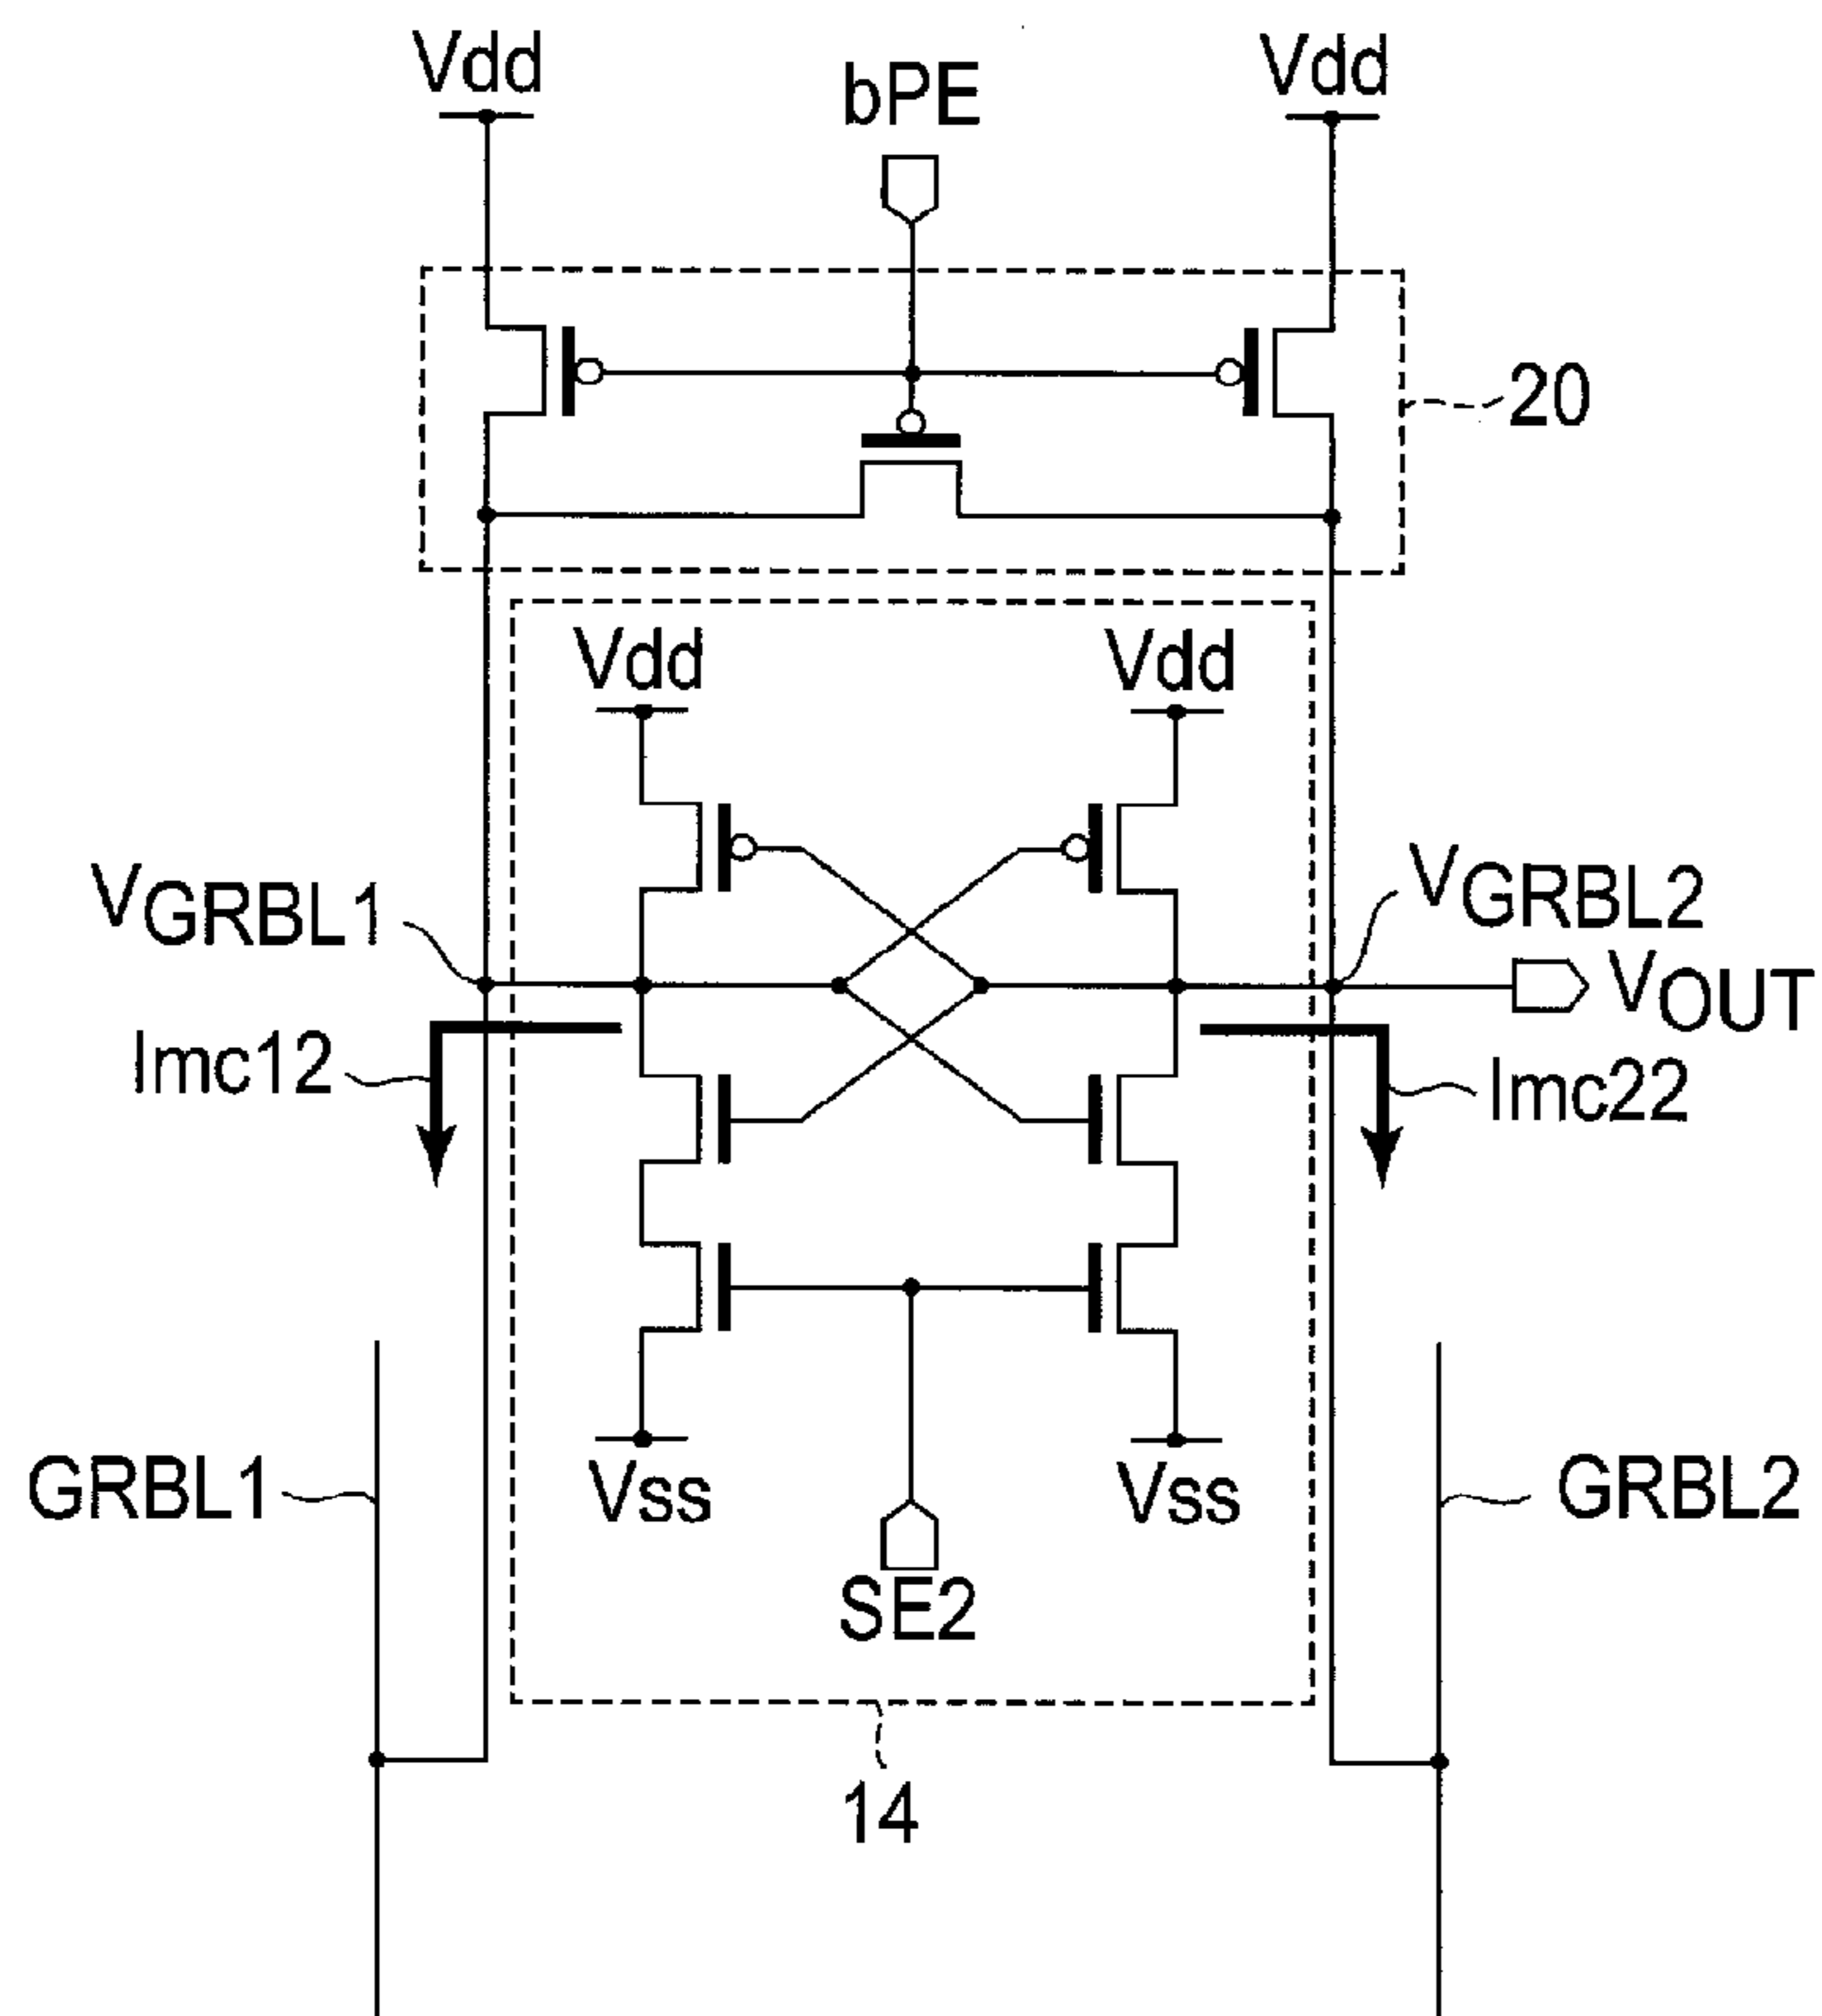 Vdd
bPE
Vdd
20
Vdd
Vdd
VGRBL1
VGRBL2
VOUT
Imc12
Imc22
GRBL1
Vss
Vss
GRBL2
SE2
14